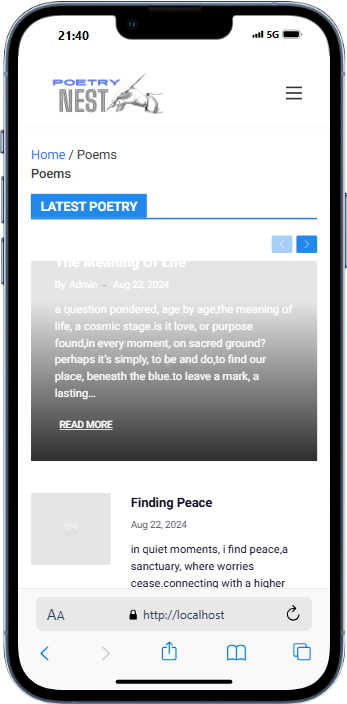 21:40
5G
POETRY
NEST
Home / Poems
Poems
LATEST POETRY
The Meaning Of Life
By Admin - Aug 22, 2024
a question pondered, age by age,the meaning of
life, a cosmic stage.is it love, or purpose
found,in every moment, on sacred ground?
perhaps it's simply, to be and do,to find our
place, beneath the blue.to leave a mark, a
lasting...
READ MORE
Finding Peace
Aug 22, 2024
in quiet moments, i find peace,a
sanctuary, where worries
cease.connecting with a higher
AA
http://localhost